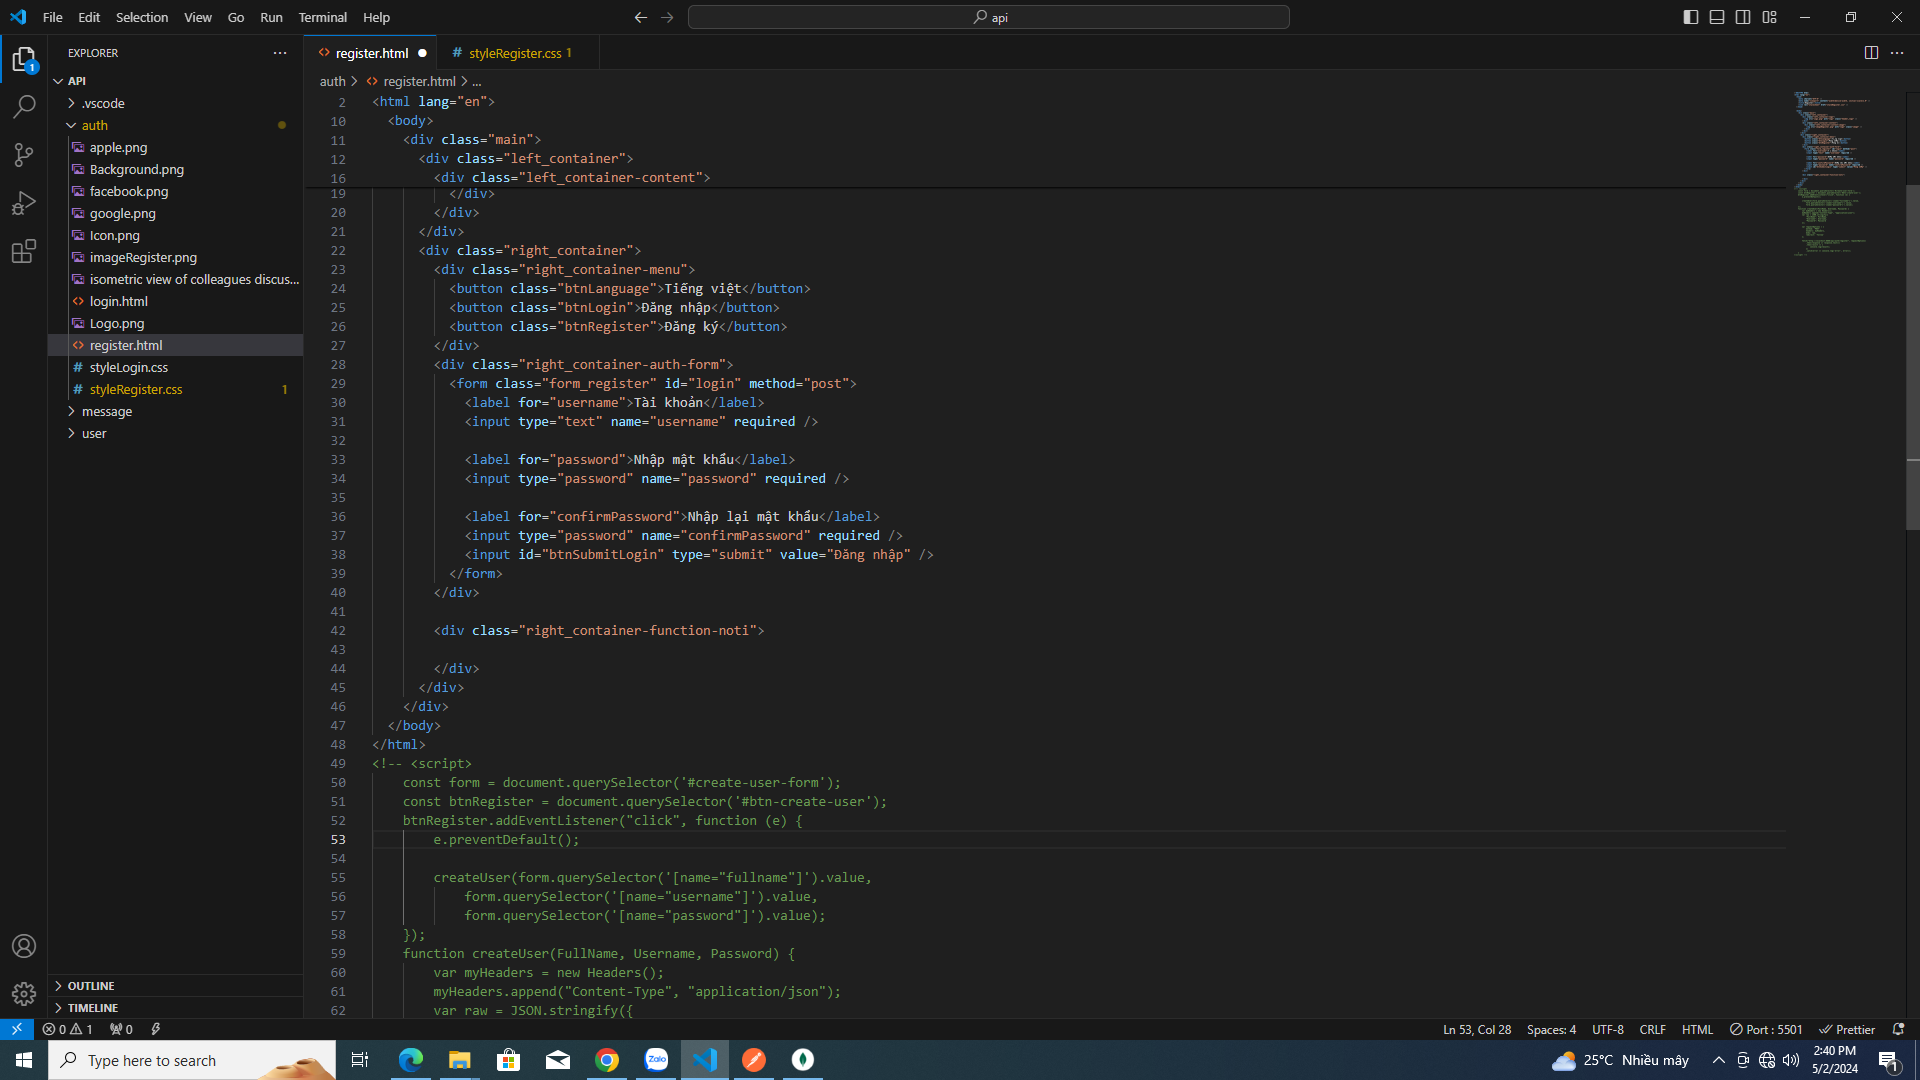 File Edit Selection View Go Run Terminal Help
api
EXPLORER
register.html
styleRegister.css 1
auth > register.html > ...
1
API
.vscode
auth
apple.png
Background.png
facebook.png
google.png
Icon.png
imageRegister.png
isometric view of colleagues discus...
login.html
Logo.png
register.html
styleLogin.css
styleRegister.css 1
message
user
OUTLINE
TIMELINE
2 <html lang="en">
10 <body>
11 <div class="main">
12 <div class="left_container">
16 <div class="left_container-content">
19 </div>
20 </div>
21 </div>
22 <div class="right_container">
23 <div class="right_container-menu">
24 <button class="btnLanguage">Tiếng việt</button>
25 <button class="btnLogin">Đăng nhập</button>
26 <button class="btnRegister">Đăng ký</button>
27 </div>
28 <div class="right_container-auth-form">
29 <form class="form_register" id="login" method="post">
30 <label for="username">Tài khoản</label>
31 <input type="text" name="username" required />
32
33 <label for="password">Nhập mật khẩu</label>
34 <input type="password" name="password" required />
35
36 <label for="confirmPassword">Nhập lại mật khẩu</label>
37 <input type="password" name="confirmPassword" required />
38 <input id="btnSubmitLogin" type="submit" value="Đăng nhập" />
39 </form>
40 </div>
41
42 <div class="right_container-function-noti">
43
44 </div>
45 </div>
46 </div>
47 </body>
48 </html>
49 <!-- <script>
50 const form = document.querySelector('#create-user-form');
51 const btnRegister = document.querySelector('#btn-create-user');
52 btnRegister.addEventListener("click", function (e) {
53 e.preventDefault();
54
55 createUser(form.querySelector('[name="fullname"]').value,
56 form.querySelector('[name="username"]').value,
57 form.querySelector('[name="password"]').value);
58 });
59 function createUser(FullName, Username, Password) {
60 var myHeaders = new Headers();
61 myHeaders.append("Content-Type", "application/json");
62 var raw = JSON.stringify({
0 1 0
Ln 53, Col 28 Spaces: 4 UTF-8 CRLF HTML Port : 5501 Prettier
Type here to search
Zalo
25°C Nhiều mây
2:40 PM
5/2/2024
1